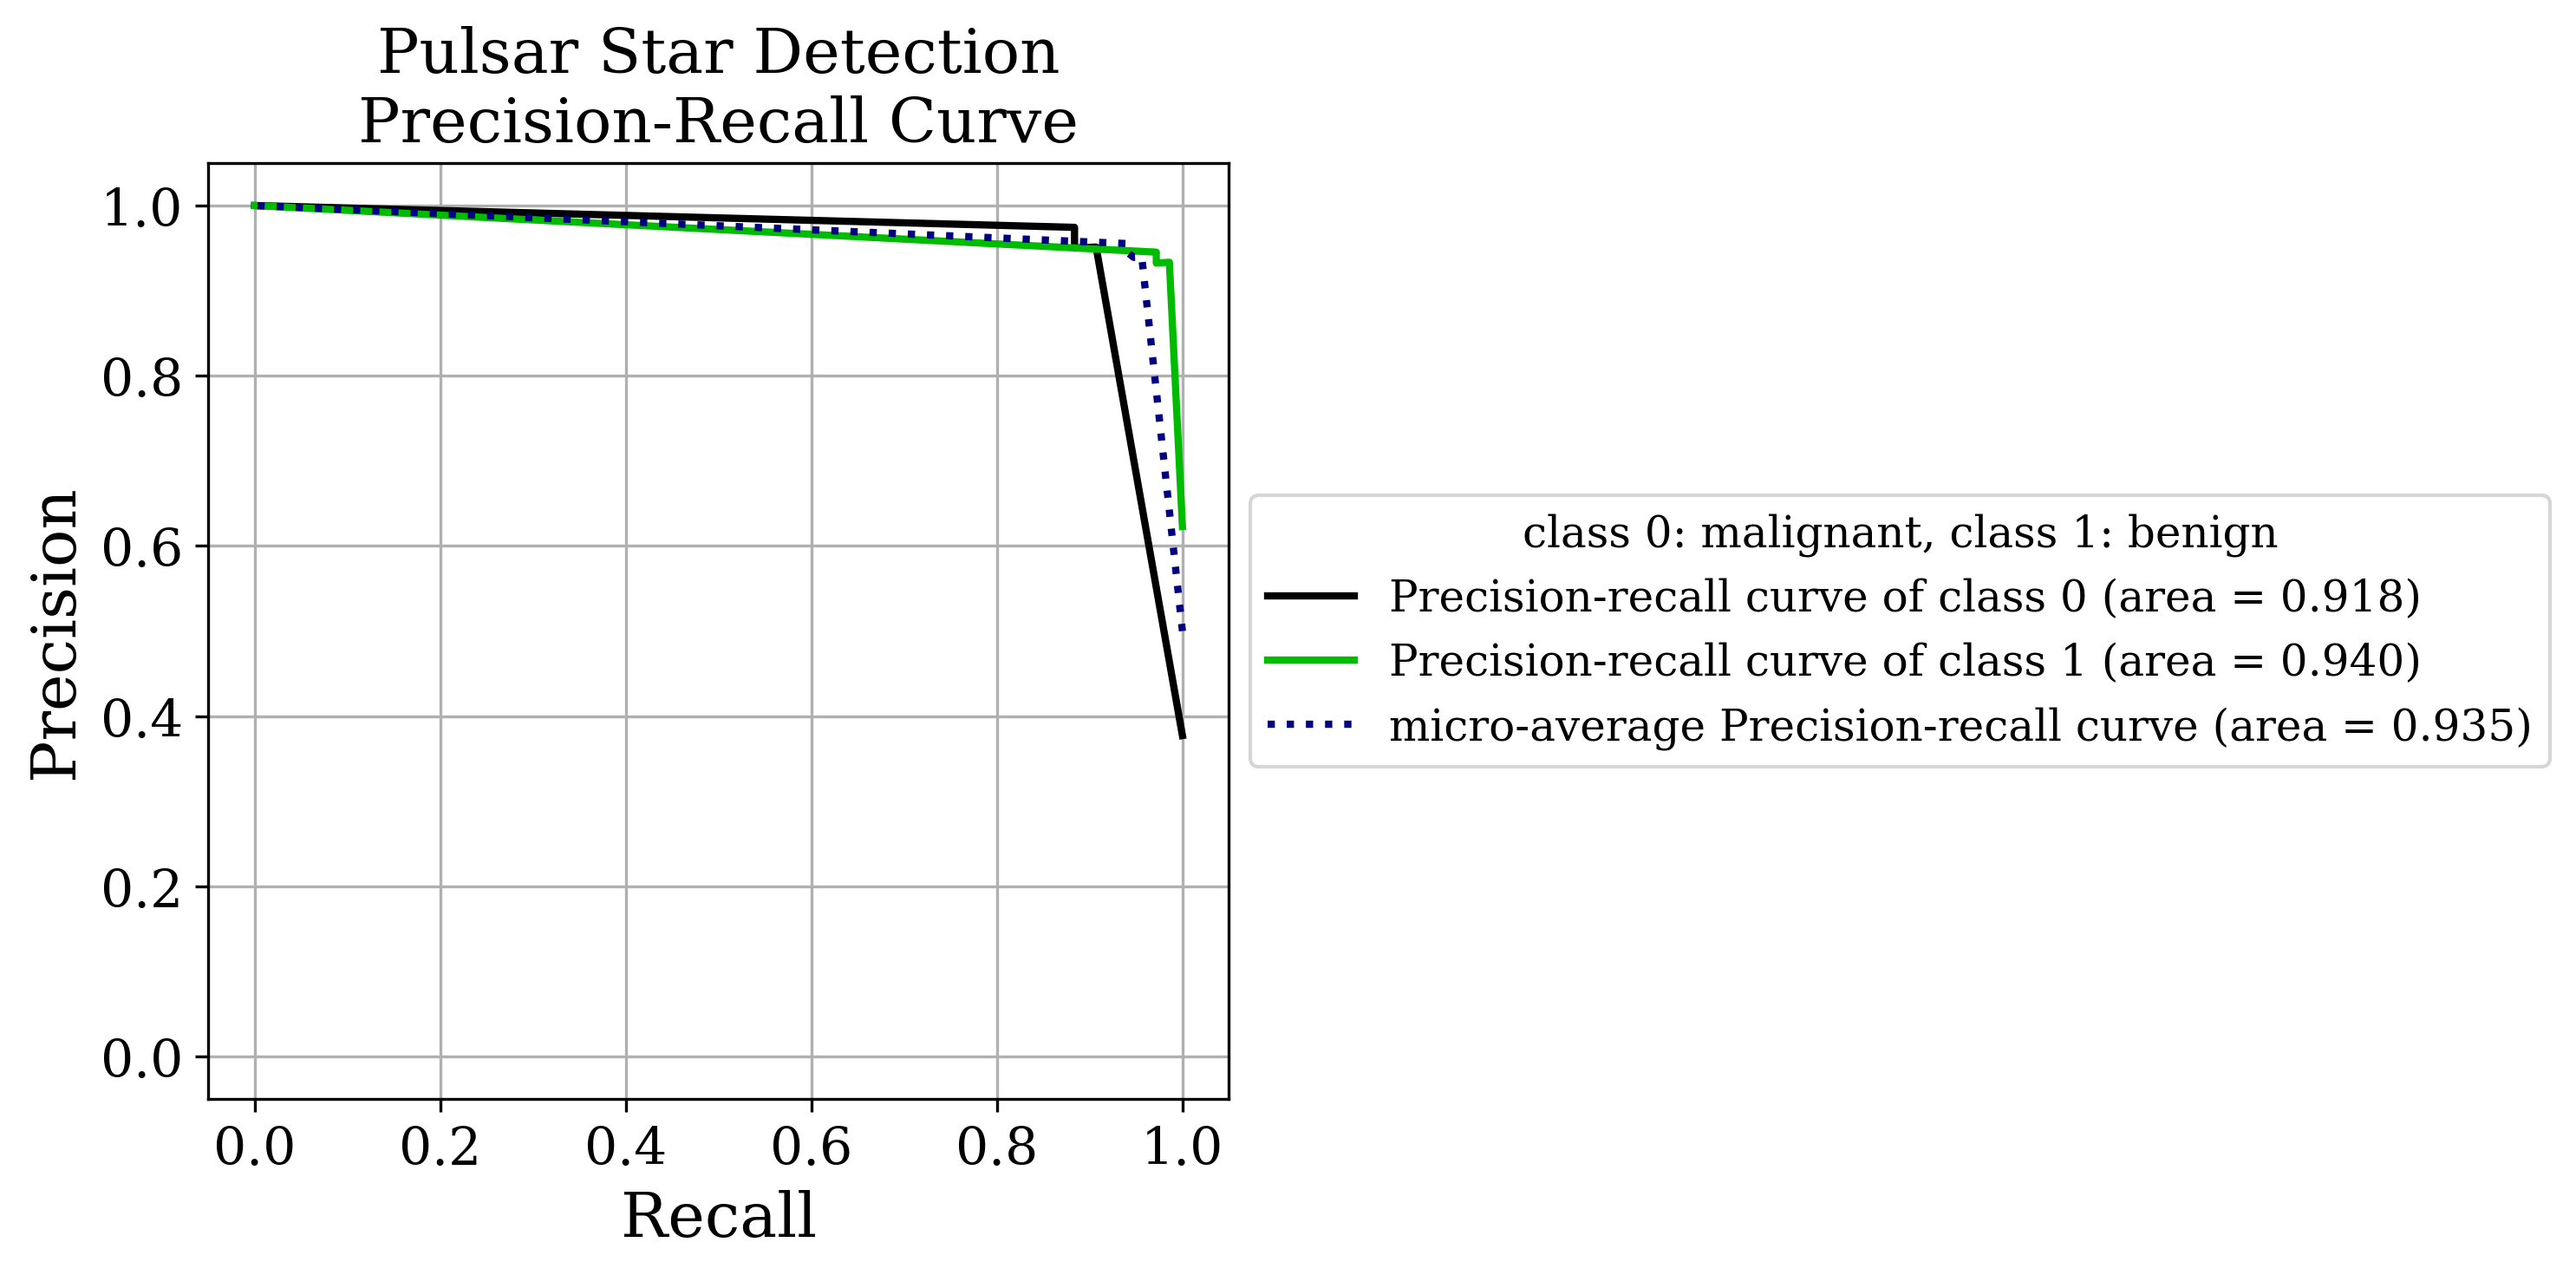 Pulsar Star Detection
Precision-Recall Curve
Precision
1.0
0.8
0.6
0.4
0.2
0.0
0.0 0.2 0.4 0.6 0.8 1.0
Recall
class 0: malignant, class 1: benign
Precision-recall curve of class 0 (area = 0.918)
Precision-recall curve of class 1 (area = 0.940)
micro-average Precision-recall curve (area = 0.935)